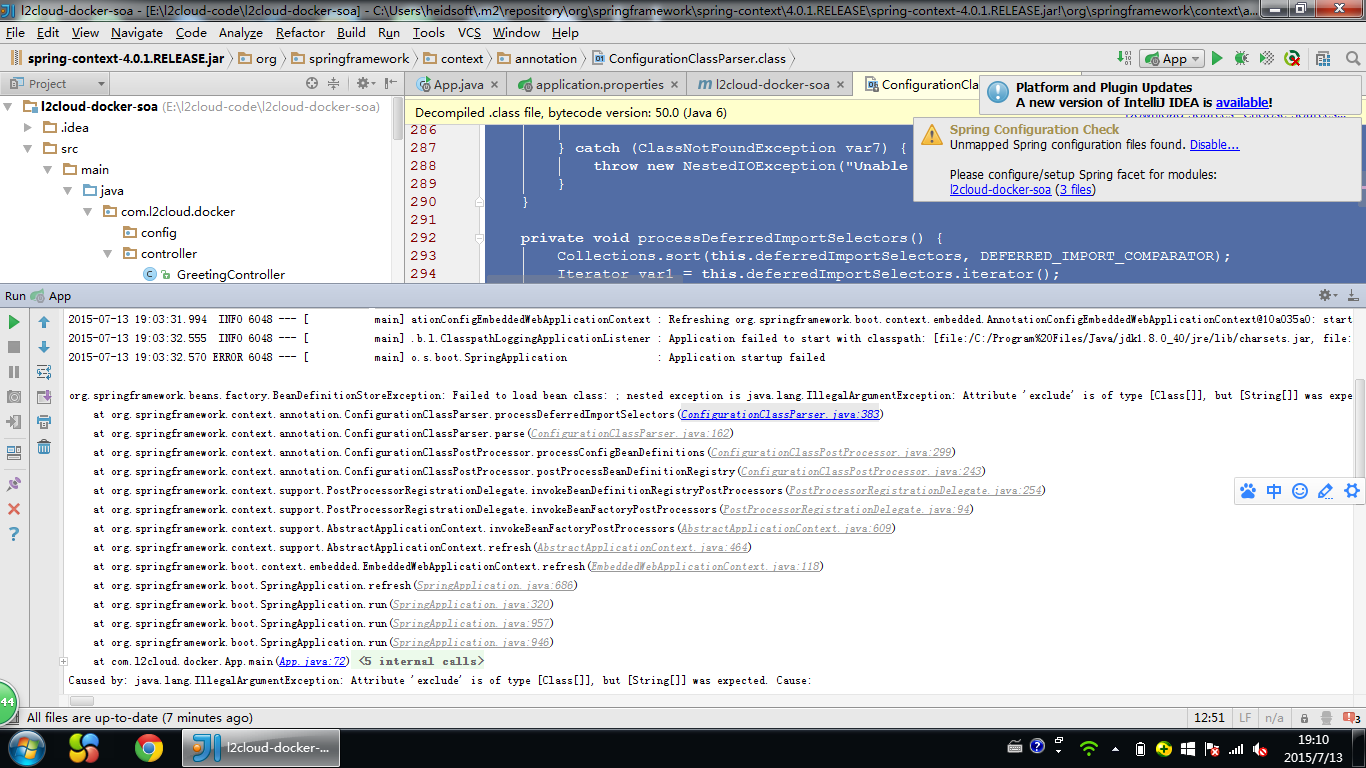 l2cloud-docker-soa - [E:\l2cloud-code\l2cloud-docker-soa] - C:\Users\heidsoft\.m2\repository\org\springframework\spring-context\4.0.1.RELEASE\spring-context-4.0.1.RELEASE.jar!\org\springframework\context\a...
File Edit View Navigate Code Analyze Refactor Build Run Tools VCS Window Help
spring-context-4.0.1.RELEASE.jar org springframework context annotation ConfigurationClassParser.class App
Project App.java application.properties l2cloud-docker-soa ConfigurationCla
Platform and Plugin Updates
A new version of IntelliJ IDEA is available!
l2cloud-docker-soa (E:\l2cloud-code\l2cloud-docker-soa)
Decompiled .class file, bytecode version: 50.0 (Java 6)
Spring Configuration Check
Unmapped Spring configuration files found. Disable...
Please configure/setup Spring facet for modules:
l2cloud-docker-soa (3 files)
.idea
src
main
java
com.l2cloud.docker
config
controller
GreetingController
286
287 } catch (ClassNotFoundException var7) {
288 throw new NestedIOException("Unable
289 }
290 }
291
292 private void processDeferredImportSelectors() {
293 Collections.sort(this.deferredImportSelectors, DEFERRED_IMPORT_COMPARATOR);
294 Iterator var1 = this.deferredImportSelectors.iterator();
Run App
2015-07-13 19:03:31.994 INFO 6048 --- [ main] ationConfigEmbeddedWebApplicationContext : Refreshing org.springframework.boot.context.embedded.AnnotationConfigEmbeddedWebApplicationContext@10a035a0: start
2015-07-13 19:03:32.555 INFO 6048 --- [ main] .b.l.ClasspathLoggingApplicationListener : Application failed to start with classpath: [file:/C:/Program%20Files/Java/jdk1.8.0_40/jre/lib/charsets.jar, file:
2015-07-13 19:03:32.570 ERROR 6048 --- [ main] o.s.boot.SpringApplication : Application startup failed
org.springframework.beans.factory.BeanDefinitionStoreException: Failed to load bean class: ; nested exception is java.lang.IllegalArgumentException: Attribute 'exclude' is of type [Class[]], but [String[]] was expe
at org.springframework.context.annotation.ConfigurationClassParser.processDeferredImportSelectors(ConfigurationClassParser.java:383)
at org.springframework.context.annotation.ConfigurationClassParser.parse(ConfigurationClassParser.java:162)
at org.springframework.context.annotation.ConfigurationClassPostProcessor.processConfigBeanDefinitions(ConfigurationClassPostProcessor.java:299)
at org.springframework.context.annotation.ConfigurationClassPostProcessor.postProcessBeanDefinitionRegistry(ConfigurationClassPostProcessor.java:243)
at org.springframework.context.support.PostProcessorRegistrationDelegate.invokeBeanDefinitionRegistryPostProcessors(PostProcessorRegistrationDelegate.java:254)
at org.springframework.context.support.PostProcessorRegistrationDelegate.invokeBeanFactoryPostProcessors(PostProcessorRegistrationDelegate.java:94)
at org.springframework.context.support.AbstractApplicationContext.invokeBeanFactoryPostProcessors(AbstractApplicationContext.java:609)
at org.springframework.context.support.AbstractApplicationContext.refresh(AbstractApplicationContext.java:464)
at org.springframework.boot.context.embedded.EmbeddedWebApplicationContext.refresh(EmbeddedWebApplicationContext.java:118)
at org.springframework.boot.SpringApplication.refresh(SpringApplication.java:686)
at org.springframework.boot.SpringApplication.run(SpringApplication.java:320)
at org.springframework.boot.SpringApplication.run(SpringApplication.java:957)
at org.springframework.boot.SpringApplication.run(SpringApplication.java:946)
at com.l2cloud.docker.App.main(App.java:72) <5 internal calls>
Caused by: java.lang.IllegalArgumentException: Attribute 'exclude' is of type [Class[]], but [String[]] was expected. Cause:
中
44
All files are up-to-date (7 minutes ago) 12:51 LF n/a 3
l2cloud-docker-... 19:10
2015/7/13